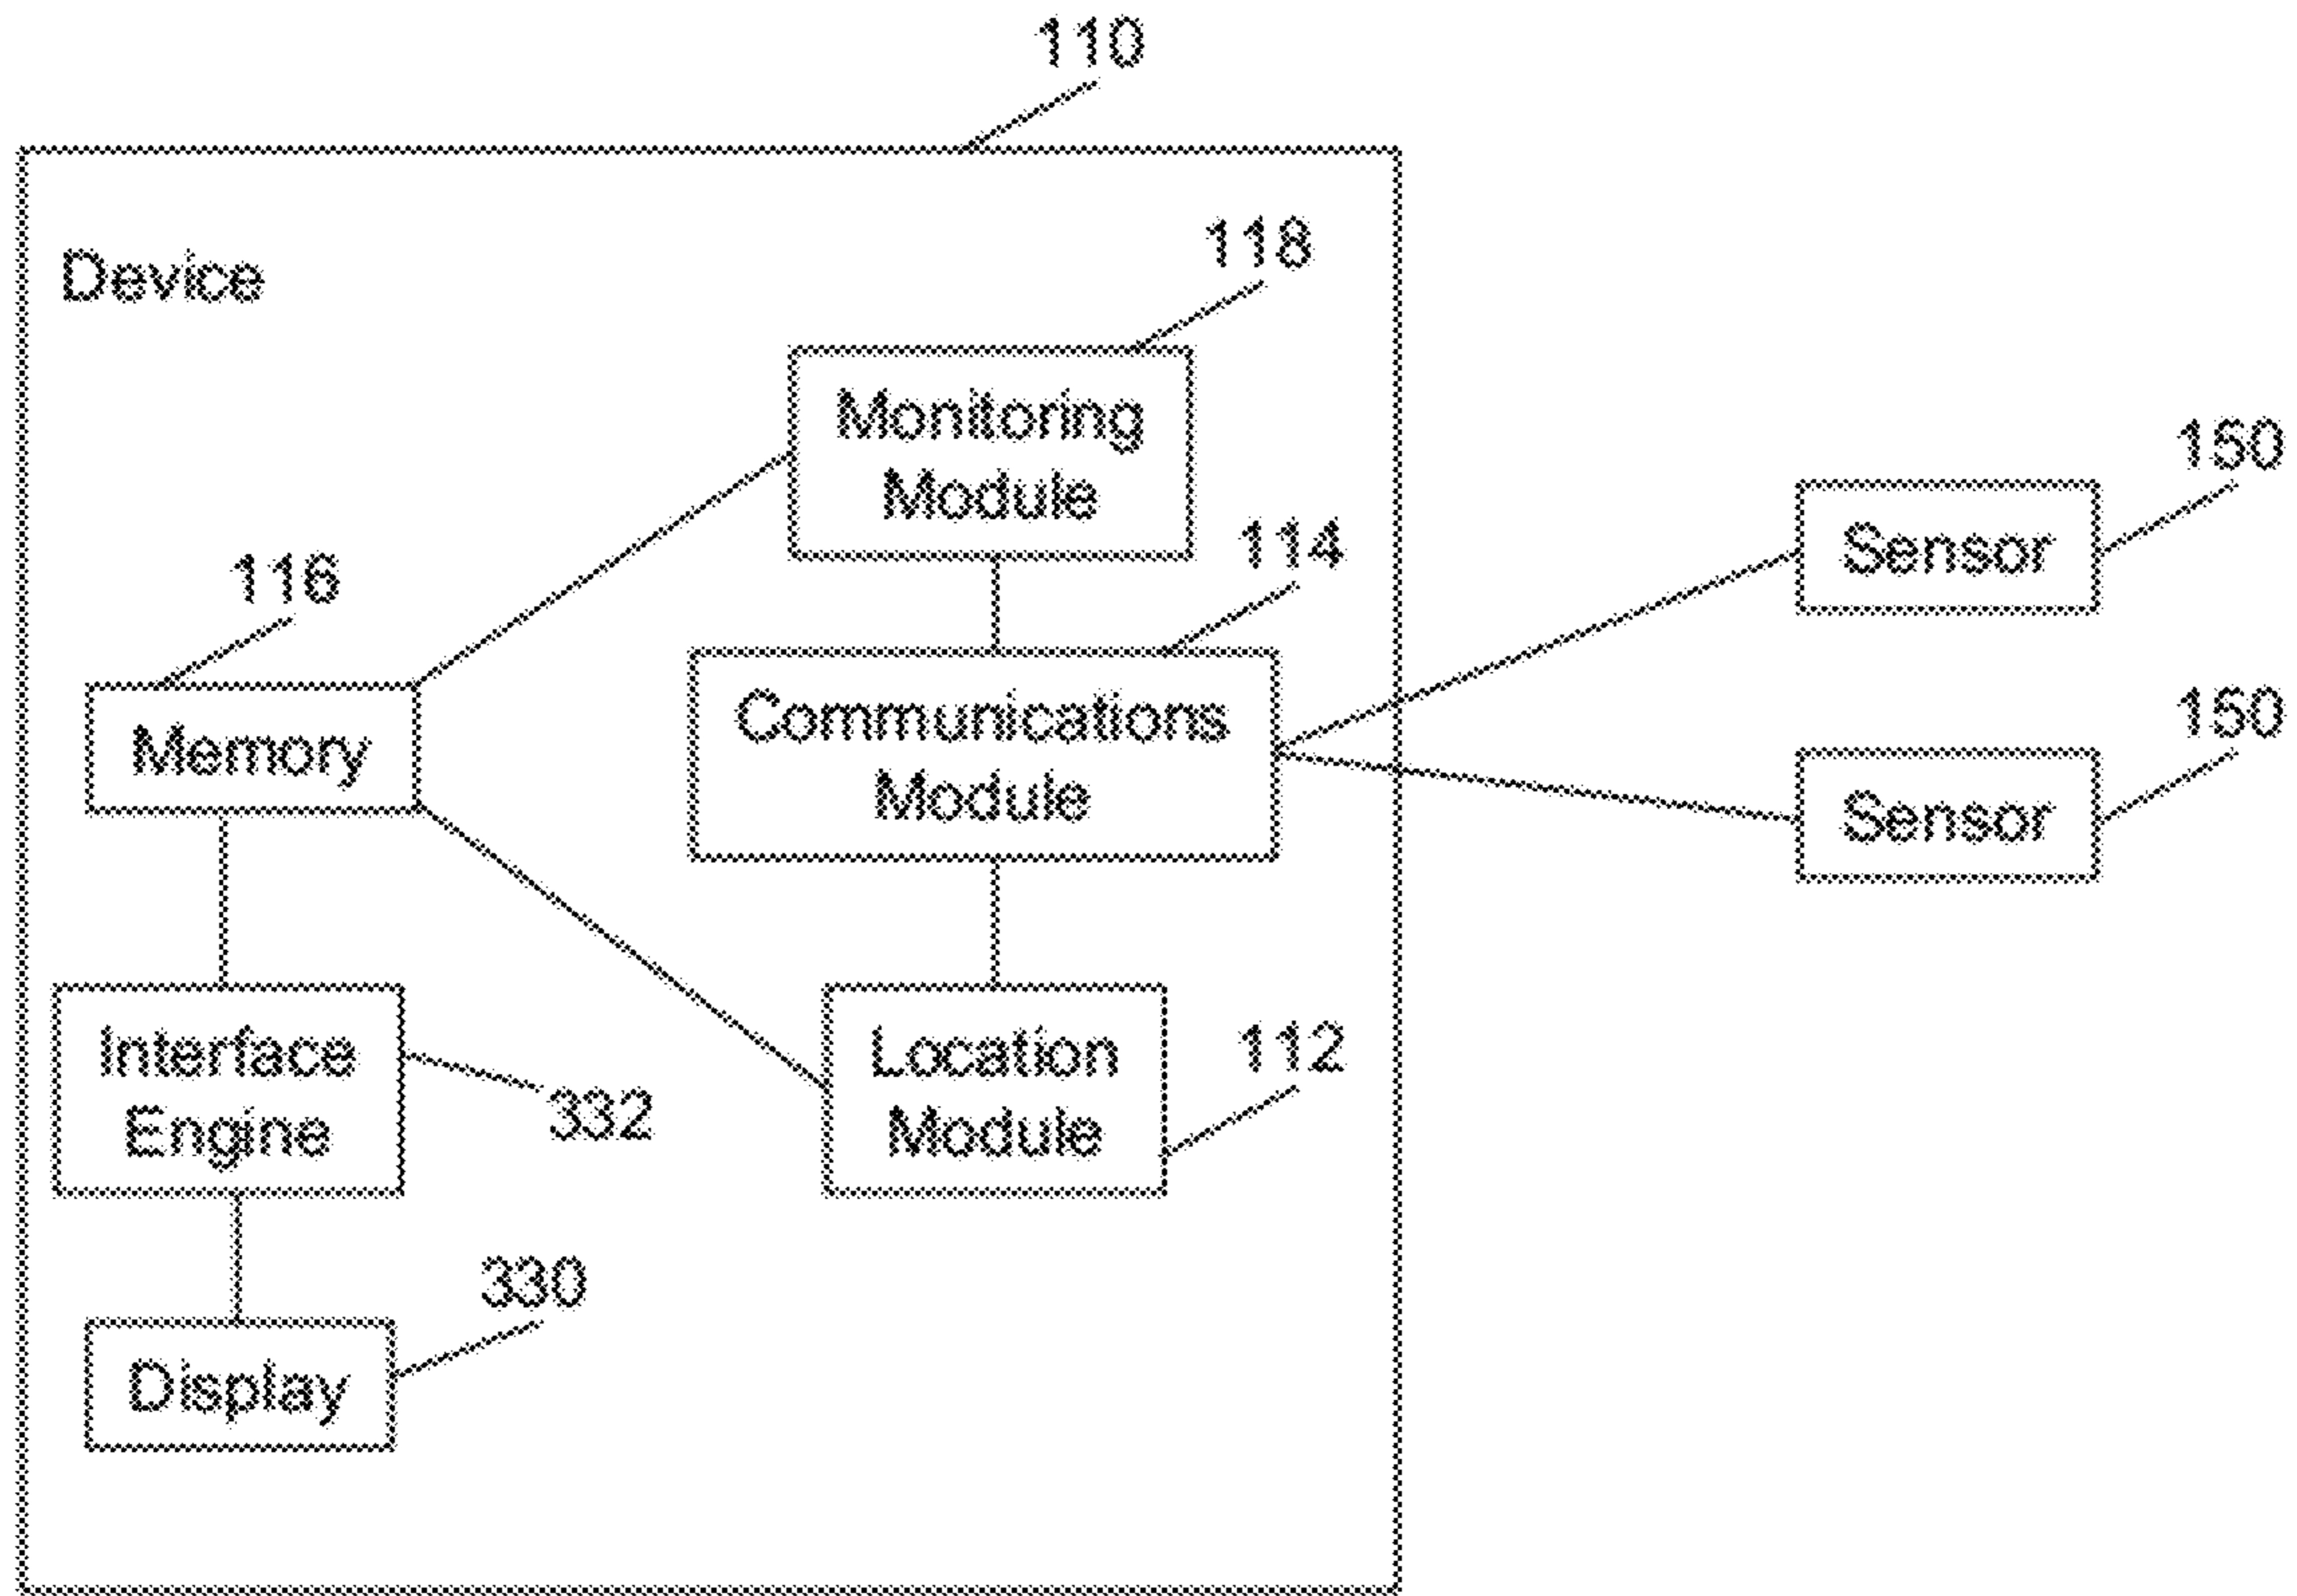 110
Device
118
Monitoring
Module
114
116
Memory
Communications
Module
150
Sensor
150
Sensor
Interface
Engine
332
Location
Module
112
330
Display